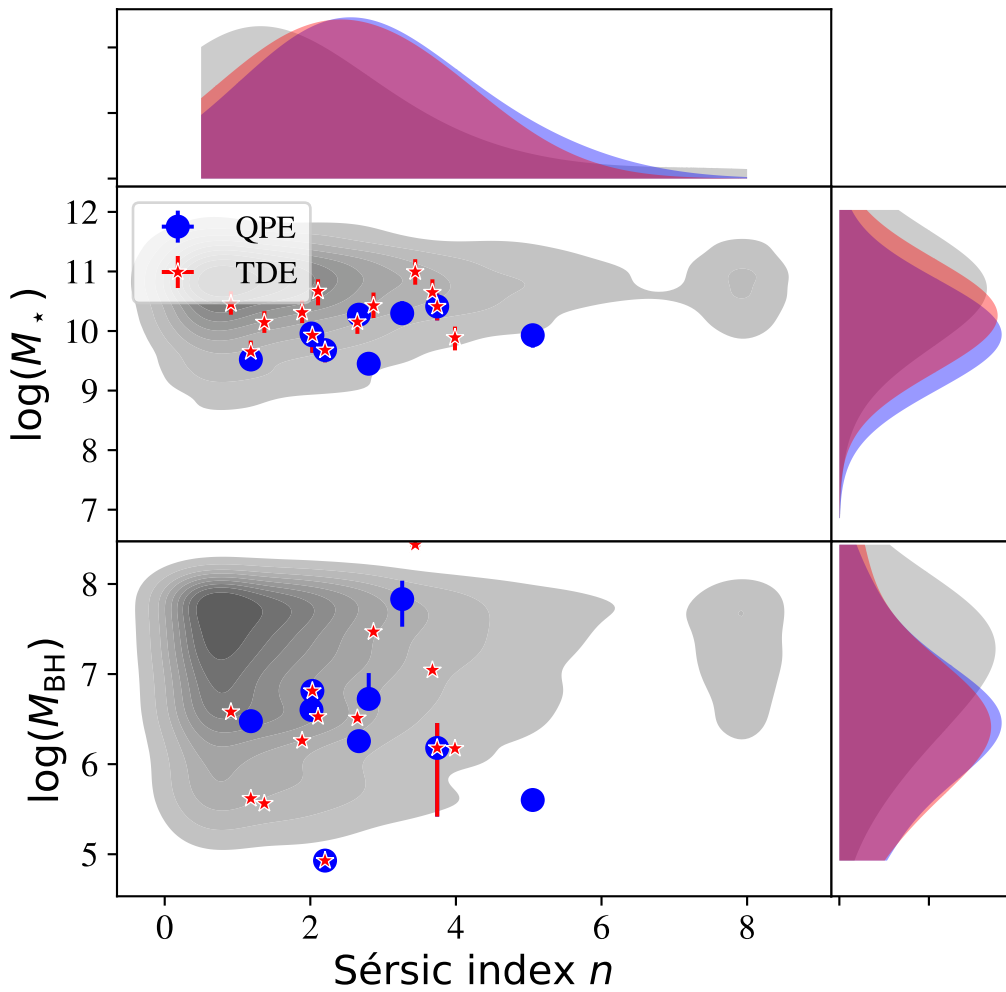 QPE
TDE
12
11
10
9
8
7
log(M⋆)
8
7
6
5
log(M_BH)
0 2 4 6 8
Sérsic index n